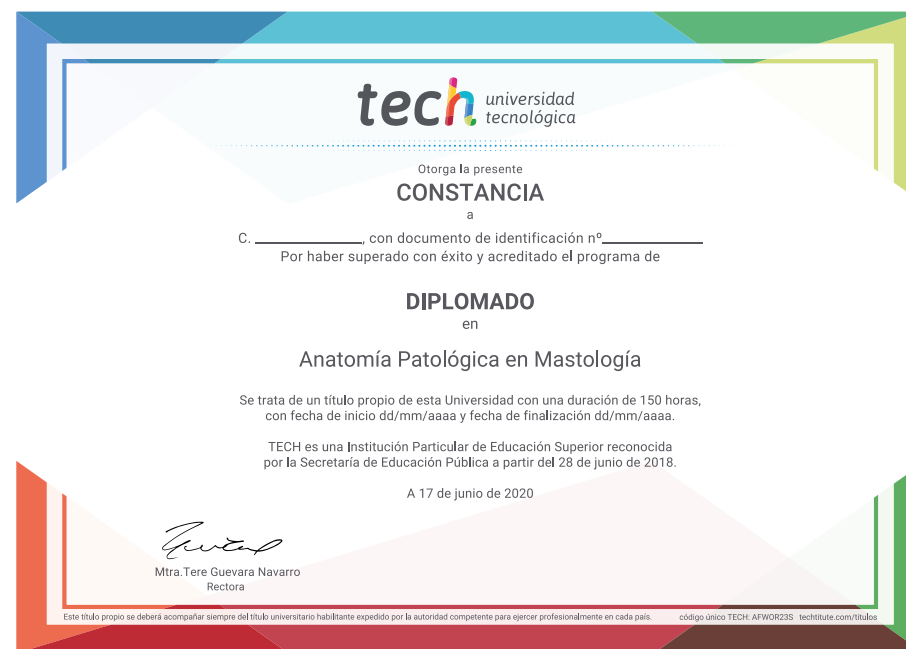 tech universidad
tecnológica
Otorga la presente
CONSTANCIA
a
C. ____________, con documento de identificación nº____________
Por haber superado con éxito y acreditado el programa de
DIPLOMADO
en
Anatomía Patológica en Mastología
Se trata de un título propio de esta Universidad con una duración de 150 horas,
con fecha de inicio dd/mm/aaaa y fecha de finalización dd/mm/aaaa.
TECH es una Institución Particular de Educación Superior reconocida
por la Secretaría de Educación Pública a partir del 28 de junio de 2018.
A 17 de junio de 2020
Mtra.Tere Guevara Navarro
Rectora
Este título propio se deberá acompañar siempre del título universitario habilitante expedido por la autoridad competente para ejercer profesionalmente en cada país. código único TECH: AFWOR23S techtitute.com/titulos